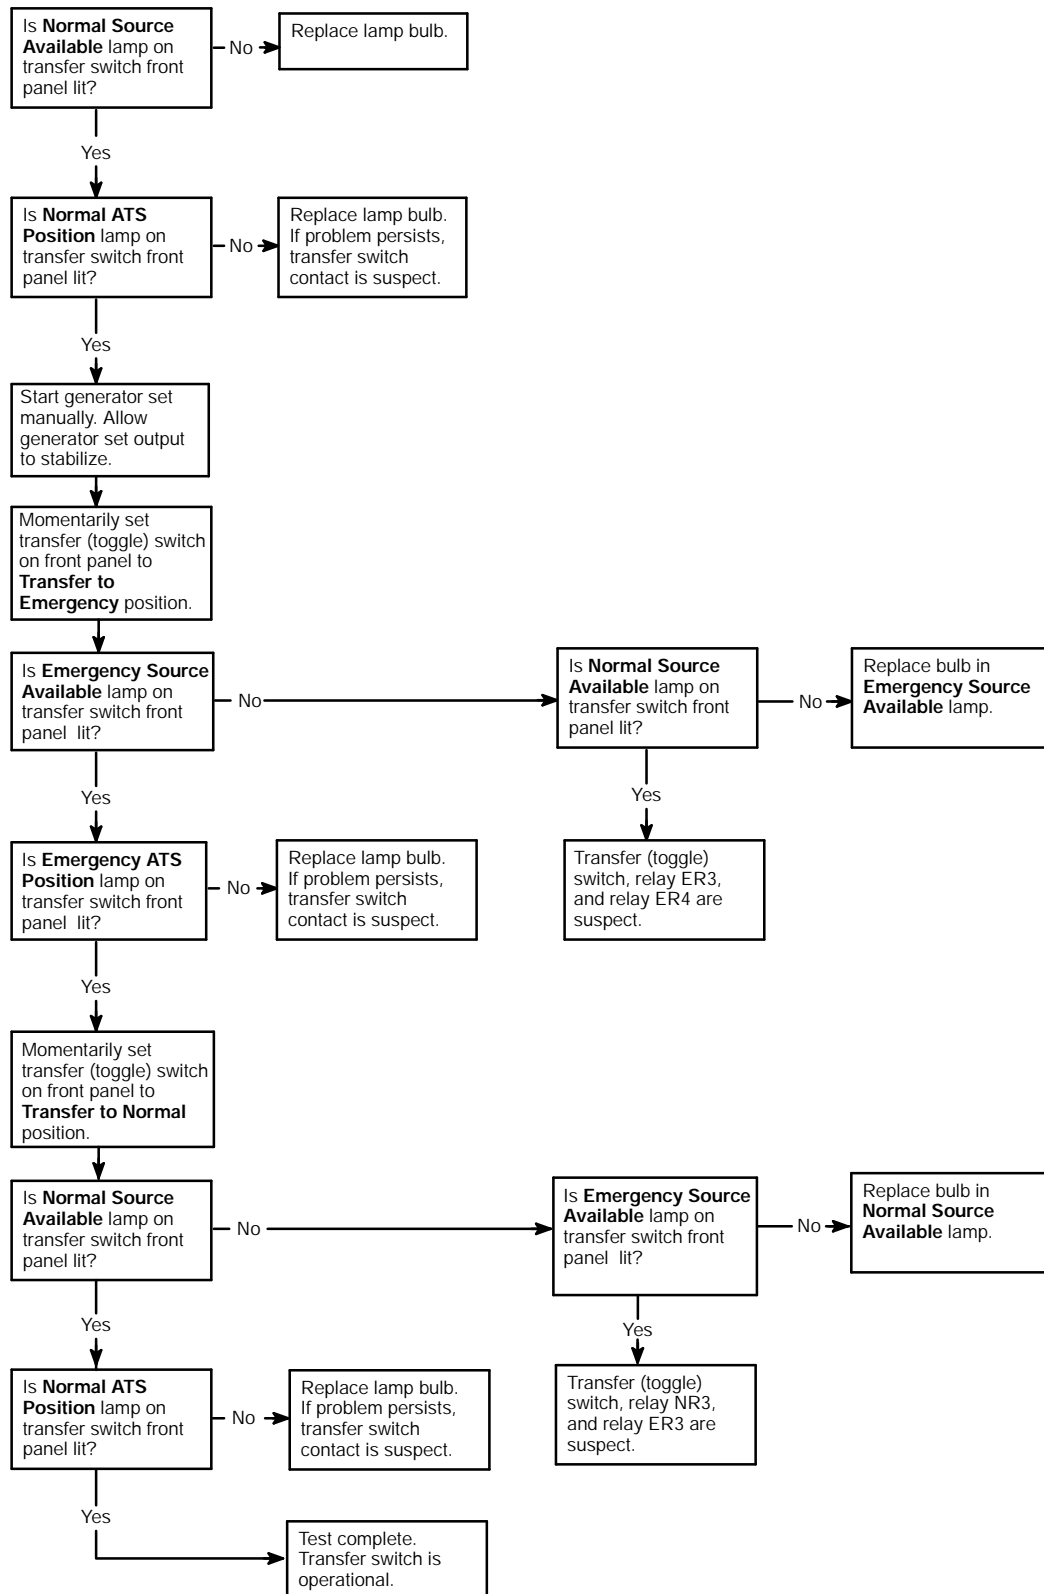 Is Normal Source
Available lamp on
transfer switch front
panel lit?
No
Replace lamp bulb.
Yes
Is Normal ATS
Position lamp on
transfer switch front
panel lit?
No
Replace lamp bulb.
If problem persists,
transfer switch
contact is suspect.
Yes
Start generator set
manually. Allow
generator set output
to stabilize.
Momentarily set
transfer (toggle) switch
on front panel to
Transfer to
Emergency position.
Is Emergency Source
Available lamp on
transfer switch front
panel lit?
No
Is Normal Source
Available lamp on
transfer switch front
panel lit?
No
Replace bulb in
Emergency Source
Available lamp.
Yes
Yes
Is Emergency ATS
Position lamp on
transfer switch front
panel lit?
No
Replace lamp bulb.
If problem persists,
transfer switch
contact is suspect.
Transfer (toggle)
switch, relay ER3,
and relay ER4 are
suspect.
Yes
Momentarily set
transfer (toggle) switch
on front panel to
Transfer to Normal
position.
Is Normal Source
Available lamp on
transfer switch front
panel lit?
No
Is Emergency Source
Available lamp on
transfer switch front
panel lit?
No
Replace bulb in
Normal Source
Available lamp.
Yes
Yes
Is Normal ATS
Position lamp on
transfer switch front
panel lit?
No
Replace lamp bulb.
If problem persists,
transfer switch
contact is suspect.
Transfer (toggle)
switch, relay NR3,
and relay ER3 are
suspect.
Yes
Test complete.
Transfer switch is
operational.